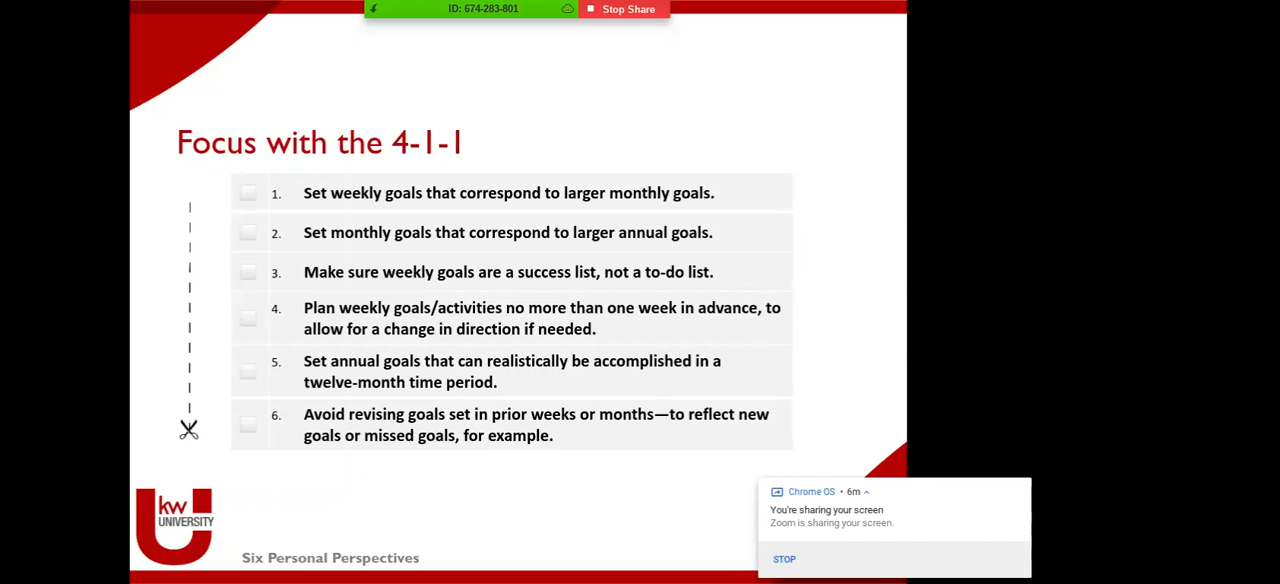 ID: 674-283-801
Stop Share
Focus with the 4-1-1
1. Set weekly goals that correspond to larger monthly goals.
2. Set monthly goals that correspond to larger annual goals.
3. Make sure weekly goals are a success list, not a to-do list.
4. Plan weekly goals/activities no more than one week in advance, to
allow for a change in direction if needed.
5. Set annual goals that can realistically be accomplished in a
twelve-month time period.
6. Avoid revising goals set in prior weeks or months—to reflect new
goals or missed goals, for example.
kw
UNIVERSITY
Six Personal Perspectives
Chrome OS • 6m
You're sharing your screen
Zoom is sharing your screen.
STOP